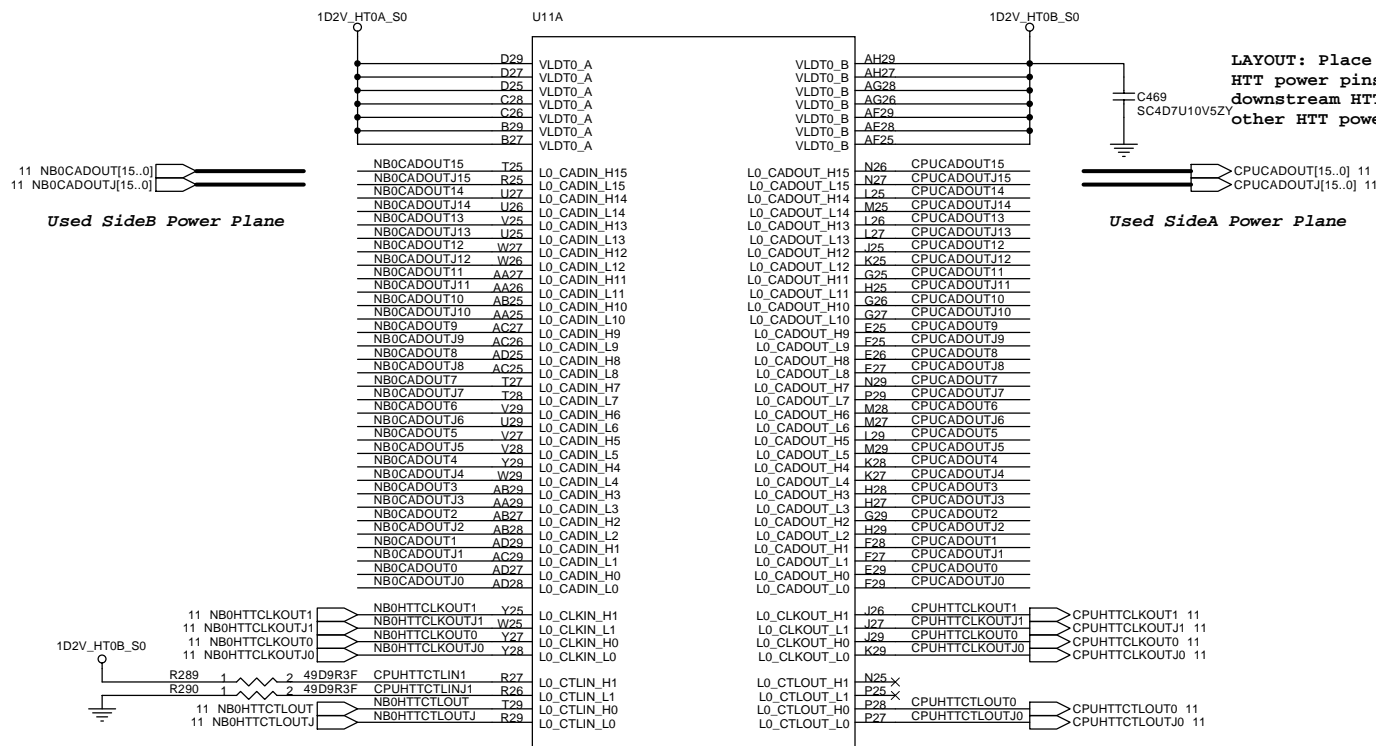 1D2V_HT0A_S0 U11A 1D2V_HT0B_S0
D29 VLDT0_A VLDT0_B AH29
D27 VLDT0_A VLDT0_B AH27
D25 VLDT0_A VLDT0_B AG28
C28 VLDT0_A VLDT0_B AG26
C26 VLDT0_A VLDT0_B AF29
B29 VLDT0_A VLDT0_B AE28
B27 VLDT0_A VLDT0_B AF25
C469
SC4D7U10V5ZY
LAYOUT: Place
HTT power pins
downstream HTT
other HTT powe
11 NB0CADOUT[15..0]
11 NB0CADOUTJ[15..0]
Used SideB Power Plane
CPUCADOUT[15..0] 11
CPUCADOUTJ[15..0] 11
Used SideA Power Plane
NB0CADOUT15 T25 L0_CADIN_H15 L0_CADOUT_H15 N26 CPUCADOUT15
NB0CADOUTJ15 R25 L0_CADIN_L15 L0_CADOUT_L15 N27 CPUCADOUTJ15
NB0CADOUT14 U27 L0_CADIN_H14 L0_CADOUT_H14 L25 CPUCADOUT14
NB0CADOUTJ14 U26 L0_CADIN_L14 L0_CADOUT_L14 M25 CPUCADOUTJ14
NB0CADOUT13 V25 L0_CADIN_H13 L0_CADOUT_H13 L26 CPUCADOUT13
NB0CADOUTJ13 U25 L0_CADIN_L13 L0_CADOUT_L13 L27 CPUCADOUTJ13
NB0CADOUT12 W27 L0_CADIN_H12 L0_CADOUT_H12 J25 CPUCADOUT12
NB0CADOUTJ12 W26 L0_CADIN_L12 L0_CADOUT_L12 K25 CPUCADOUTJ12
NB0CADOUT11 AA27 L0_CADIN_H11 L0_CADOUT_H11 G25 CPUCADOUT11
NB0CADOUTJ11 AA26 L0_CADIN_L11 L0_CADOUT_L11 H25 CPUCADOUTJ11
NB0CADOUT10 AB25 L0_CADIN_H10 L0_CADOUT_H10 G26 CPUCADOUT10
NB0CADOUTJ10 AA25 L0_CADIN_L10 L0_CADOUT_L10 G27 CPUCADOUTJ10
NB0CADOUT9 AC27 L0_CADIN_H9 L0_CADOUT_H9 E25 CPUCADOUT9
NB0CADOUTJ9 AC26 L0_CADIN_L9 L0_CADOUT_L9 F25 CPUCADOUTJ9
NB0CADOUT8 AD25 L0_CADIN_H8 L0_CADOUT_H8 E26 CPUCADOUT8
NB0CADOUTJ8 AC25 L0_CADIN_L8 L0_CADOUT_L8 E27 CPUCADOUTJ8
NB0CADOUT7 T27 L0_CADIN_H7 L0_CADOUT_H7 N29 CPUCADOUT7
NB0CADOUTJ7 T28 L0_CADIN_L7 L0_CADOUT_L7 P29 CPUCADOUTJ7
NB0CADOUT6 V29 L0_CADIN_H6 L0_CADOUT_H6 M28 CPUCADOUT6
NB0CADOUTJ6 U29 L0_CADIN_L6 L0_CADOUT_L6 M27 CPUCADOUTJ6
NB0CADOUT5 V27 L0_CADIN_H5 L0_CADOUT_H5 L29 CPUCADOUT5
NB0CADOUTJ5 V28 L0_CADIN_L5 L0_CADOUT_L5 M29 CPUCADOUTJ5
NB0CADOUT4 Y29 L0_CADIN_H4 L0_CADOUT_H4 K28 CPUCADOUT4
NB0CADOUTJ4 W29 L0_CADIN_L4 L0_CADOUT_L4 K27 CPUCADOUTJ4
NB0CADOUT3 AB29 L0_CADIN_H3 L0_CADOUT_H3 H28 CPUCADOUT3
NB0CADOUTJ3 AA29 L0_CADIN_L3 L0_CADOUT_L3 H27 CPUCADOUTJ3
NB0CADOUT2 AB27 L0_CADIN_H2 L0_CADOUT_H2 G29 CPUCADOUT2
NB0CADOUTJ2 AB28 L0_CADIN_L2 L0_CADOUT_L2 H29 CPUCADOUTJ2
NB0CADOUT1 AD29 L0_CADIN_H1 L0_CADOUT_H1 F28 CPUCADOUT1
NB0CADOUTJ1 AC29 L0_CADIN_L1 L0_CADOUT_L1 F27 CPUCADOUTJ1
NB0CADOUT0 AD27 L0_CADIN_H0 L0_CADOUT_H0 E29 CPUCADOUT0
NB0CADOUTJ0 AD28 L0_CADIN_L0 L0_CADOUT_L0 F29 CPUCADOUTJ0
11 NB0HTTCLKOUT1 NB0HTTCLKOUT1 Y25 L0_CLKIN_H1 L0_CLKOUT_H1 J26 CPUHTTCLKOUT1 CPUHTTCLKOUT1 11
11 NB0HTTCLKOUTJ1 NB0HTTCLKOUTJ1 W25 L0_CLKIN_L1 L0_CLKOUT_L1 J27 CPUHTTCLKOUTJ1 CPUHTTCLKOUTJ1 11
11 NB0HTTCLKOUT0 NB0HTTCLKOUT0 Y27 L0_CLKIN_H0 L0_CLKOUT_H0 J29 CPUHTTCLKOUT0 CPUHTTCLKOUT0 11
11 NB0HTTCLKOUTJ0 NB0HTTCLKOUTJ0 Y28 L0_CLKIN_L0 L0_CLKOUT_L0 K29 CPUHTTCLKOUTJ0 CPUHTTCLKOUTJ0 11
1D2V_HT0B_S0
R289 1 2 49D9R3F CPUHTTCTLIN1 R27 L0_CTLIN_H1 L0_CTLOUT_H1 N25
R290 1 2 49D9R3F CPUHTTCTLINJ1 R26 L0_CTLIN_L1 L0_CTLOUT_L1 P25
11 NB0HTTCTLOUT NB0HTTCTLOUT T29 L0_CTLIN_H0 L0_CTLOUT_H0 P28 CPUHTTCTLOUT0 CPUHTTCTLOUT0 11
11 NB0HTTCTLOUTJ NB0HTTCTLOUTJ R29 L0_CTLIN_L0 L0_CTLOUT_L0 P27 CPUHTTCTLOUTJ0 CPUHTTCTLOUTJ0 11